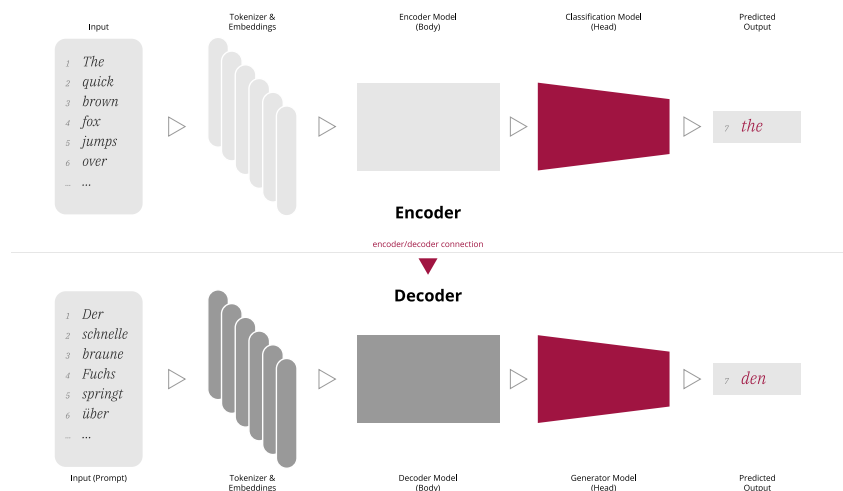 Input
Tokenizer &
Embeddings
Encoder Model
(Body)
Classification Model
(Head)
Predicted
Output
1 The
2 quick
3 brown
4 fox
5 jumps
6 over
... ...
7 the
Encoder
encoder/decoder connection
Decoder
1 Der
2 schnelle
3 braune
4 Fuchs
5 springt
6 über
... ...
7 den
Input (Prompt)
Tokenizer &
Embeddings
Decoder Model
(Body)
Generator Model
(Head)
Predicted
Output